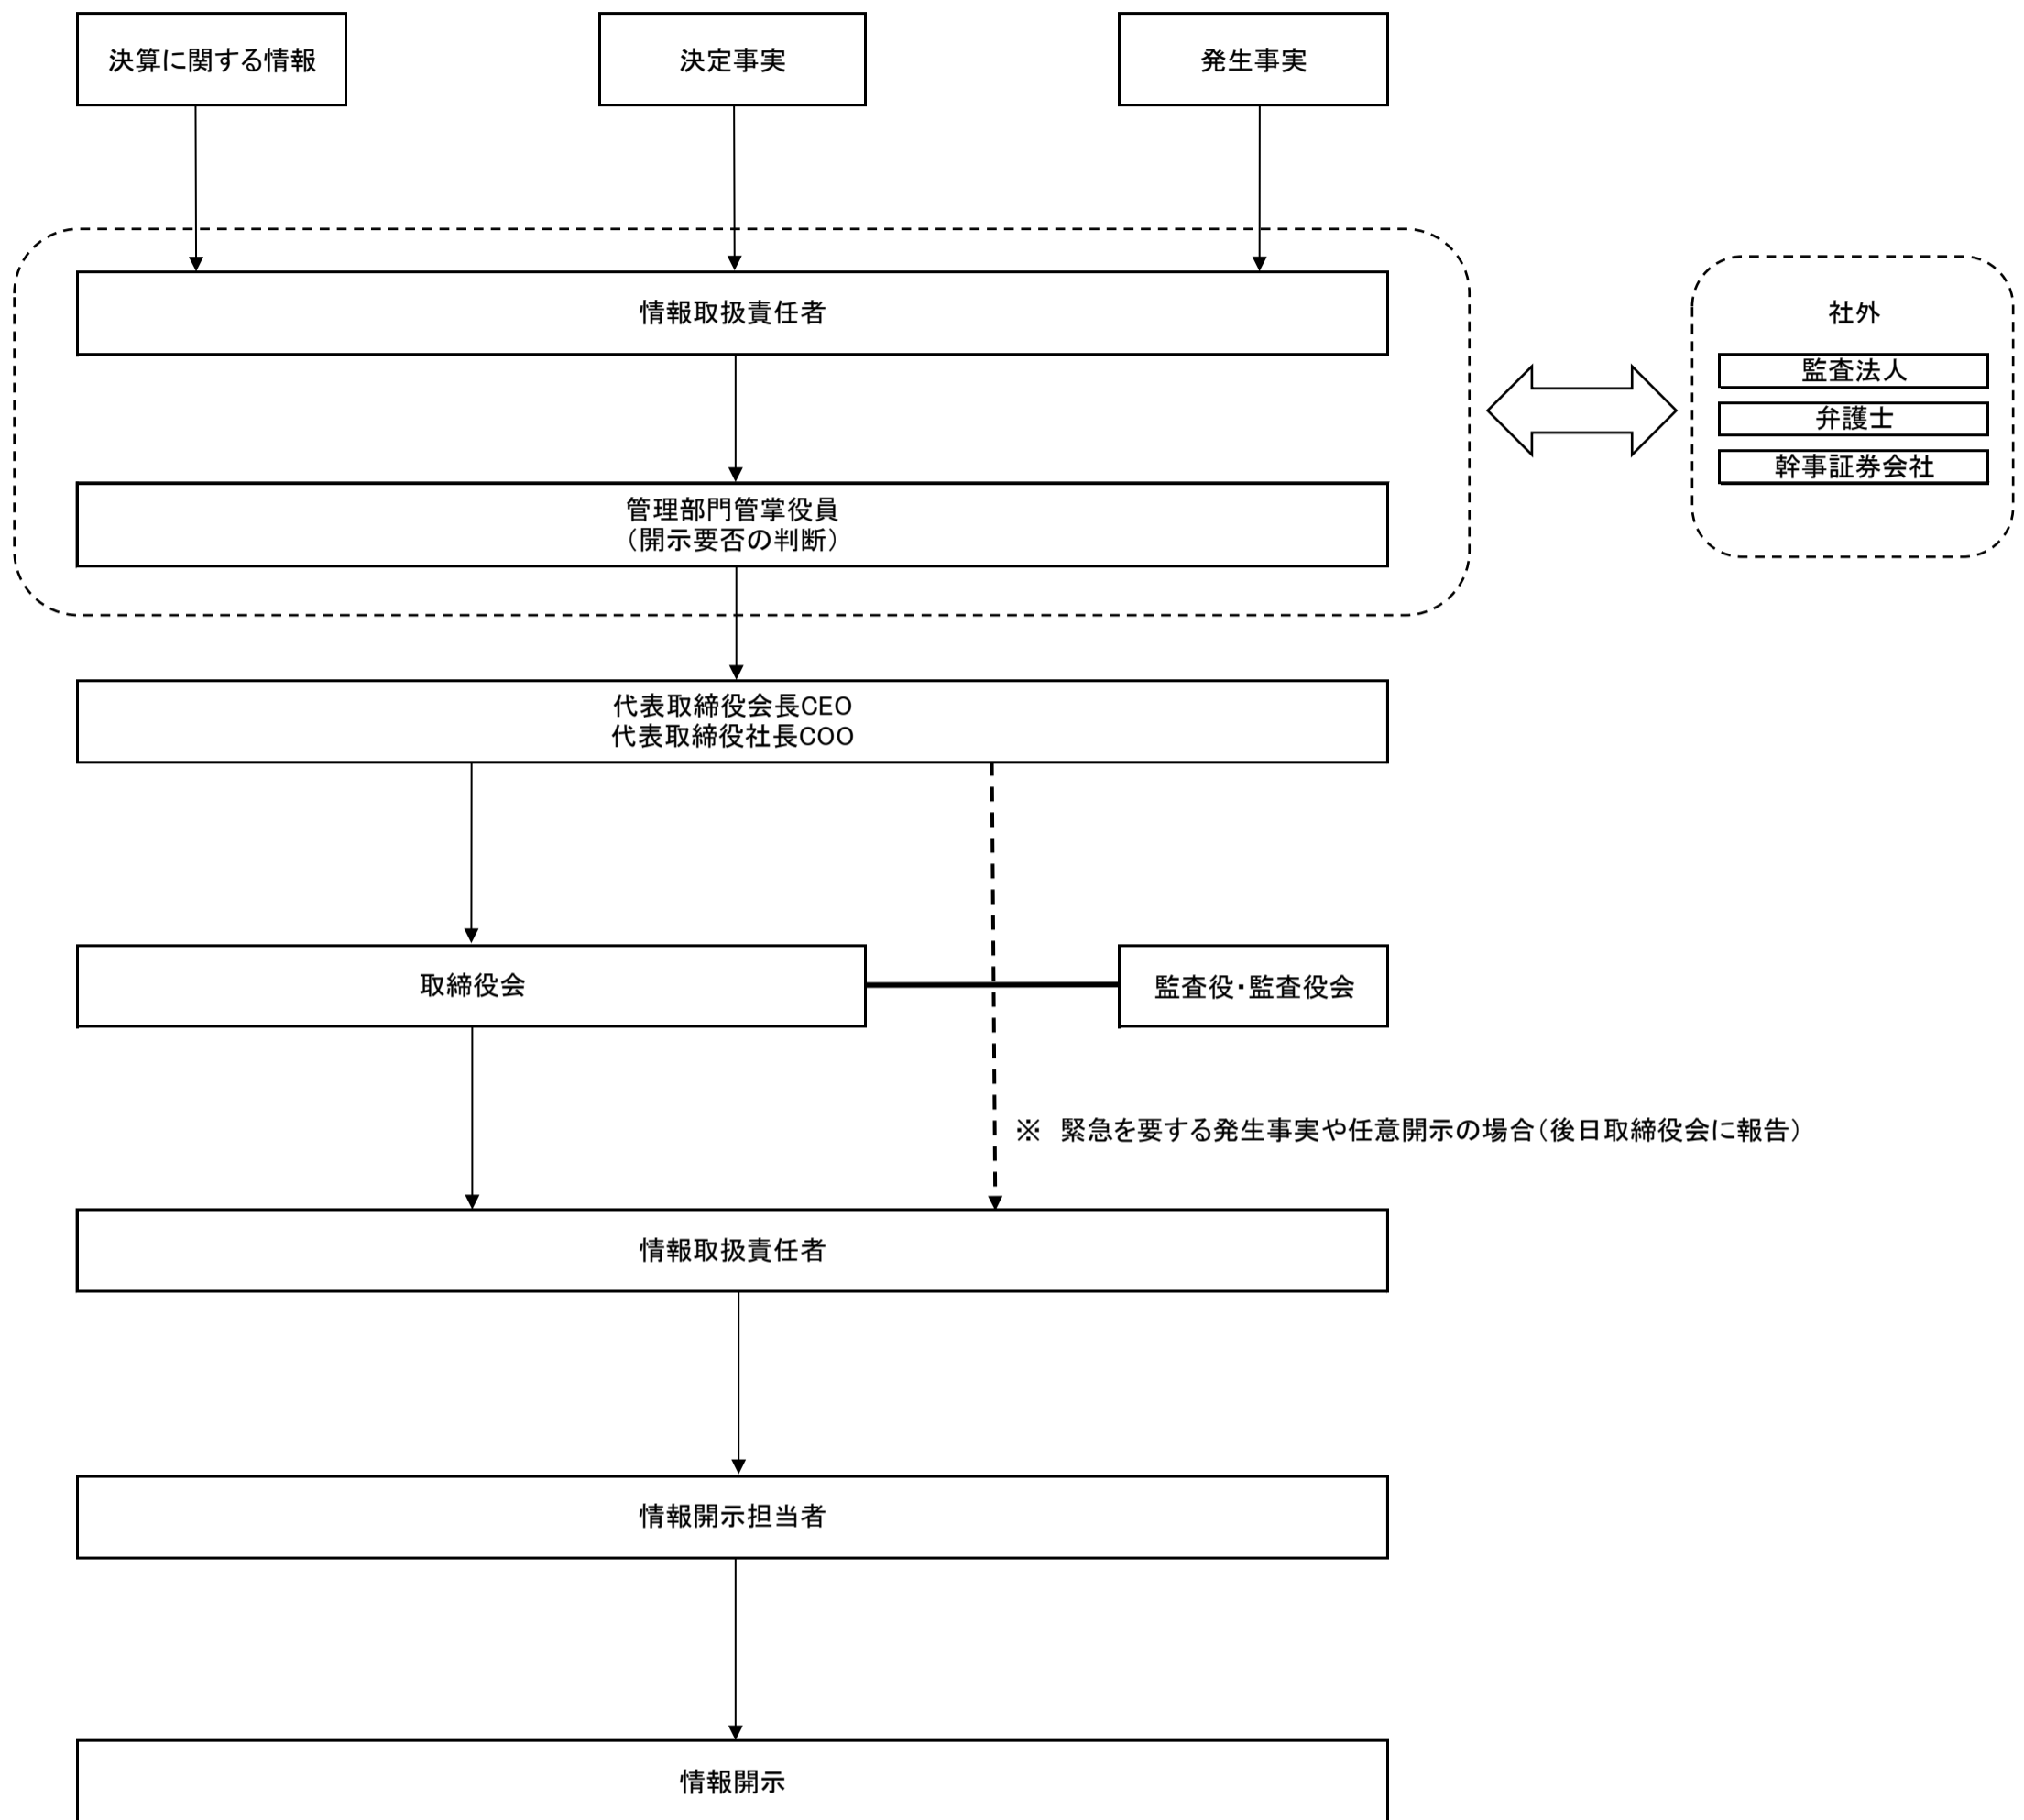 決算に関する情報
決定事実
発生事実
情報取扱責任者
社外
監査法人
弁護士
幹事証券会社
管理部門管掌役員
（開示要否の判断）
代表取締役会長CEO
代表取締役社長COO
取締役会
監査役・監査役会
※　緊急を要する発生事実や任意開示の場合（後日取締役会に報告）
情報取扱責任者
情報開示担当者
情報開示